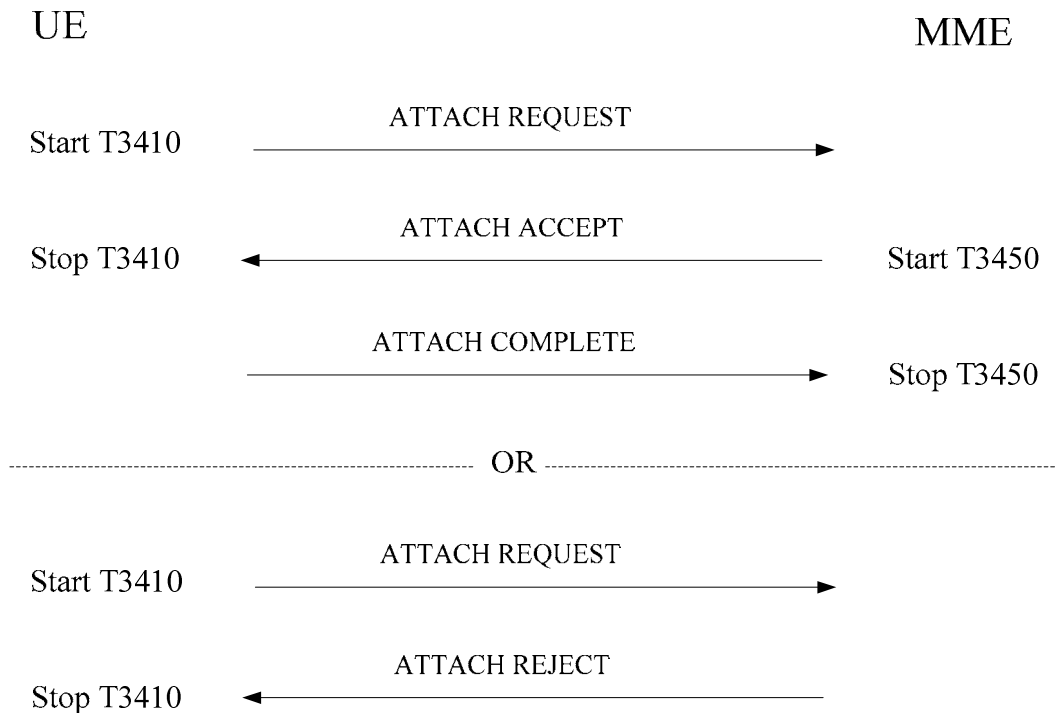 UE MME
ATTACH REQUEST
Start T3410
ATTACH ACCEPT
Stop T3410 Start T3450
ATTACH COMPLETE
Stop T3450
OR
ATTACH REQUEST
Start T3410
ATTACH REJECT
Stop T3410